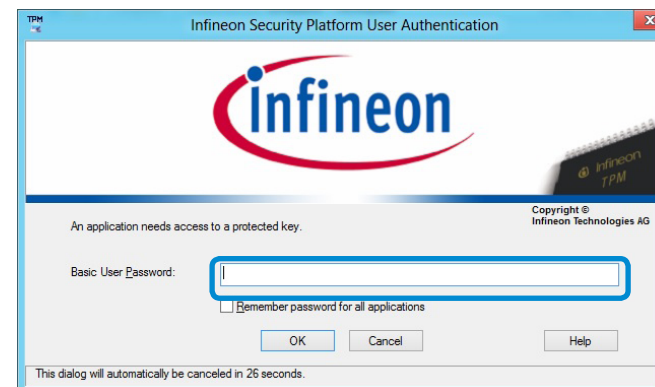 TPM
Infineon Security Platform User Authentication
x
infineon
infineon
TPM
Copyright ©
Infineon Technologies AG
An application needs access to a protected key.
Basic User Password:
Remember password for all applications
OK
Cancel
Help
This dialog will automatically be canceled in 26 seconds.